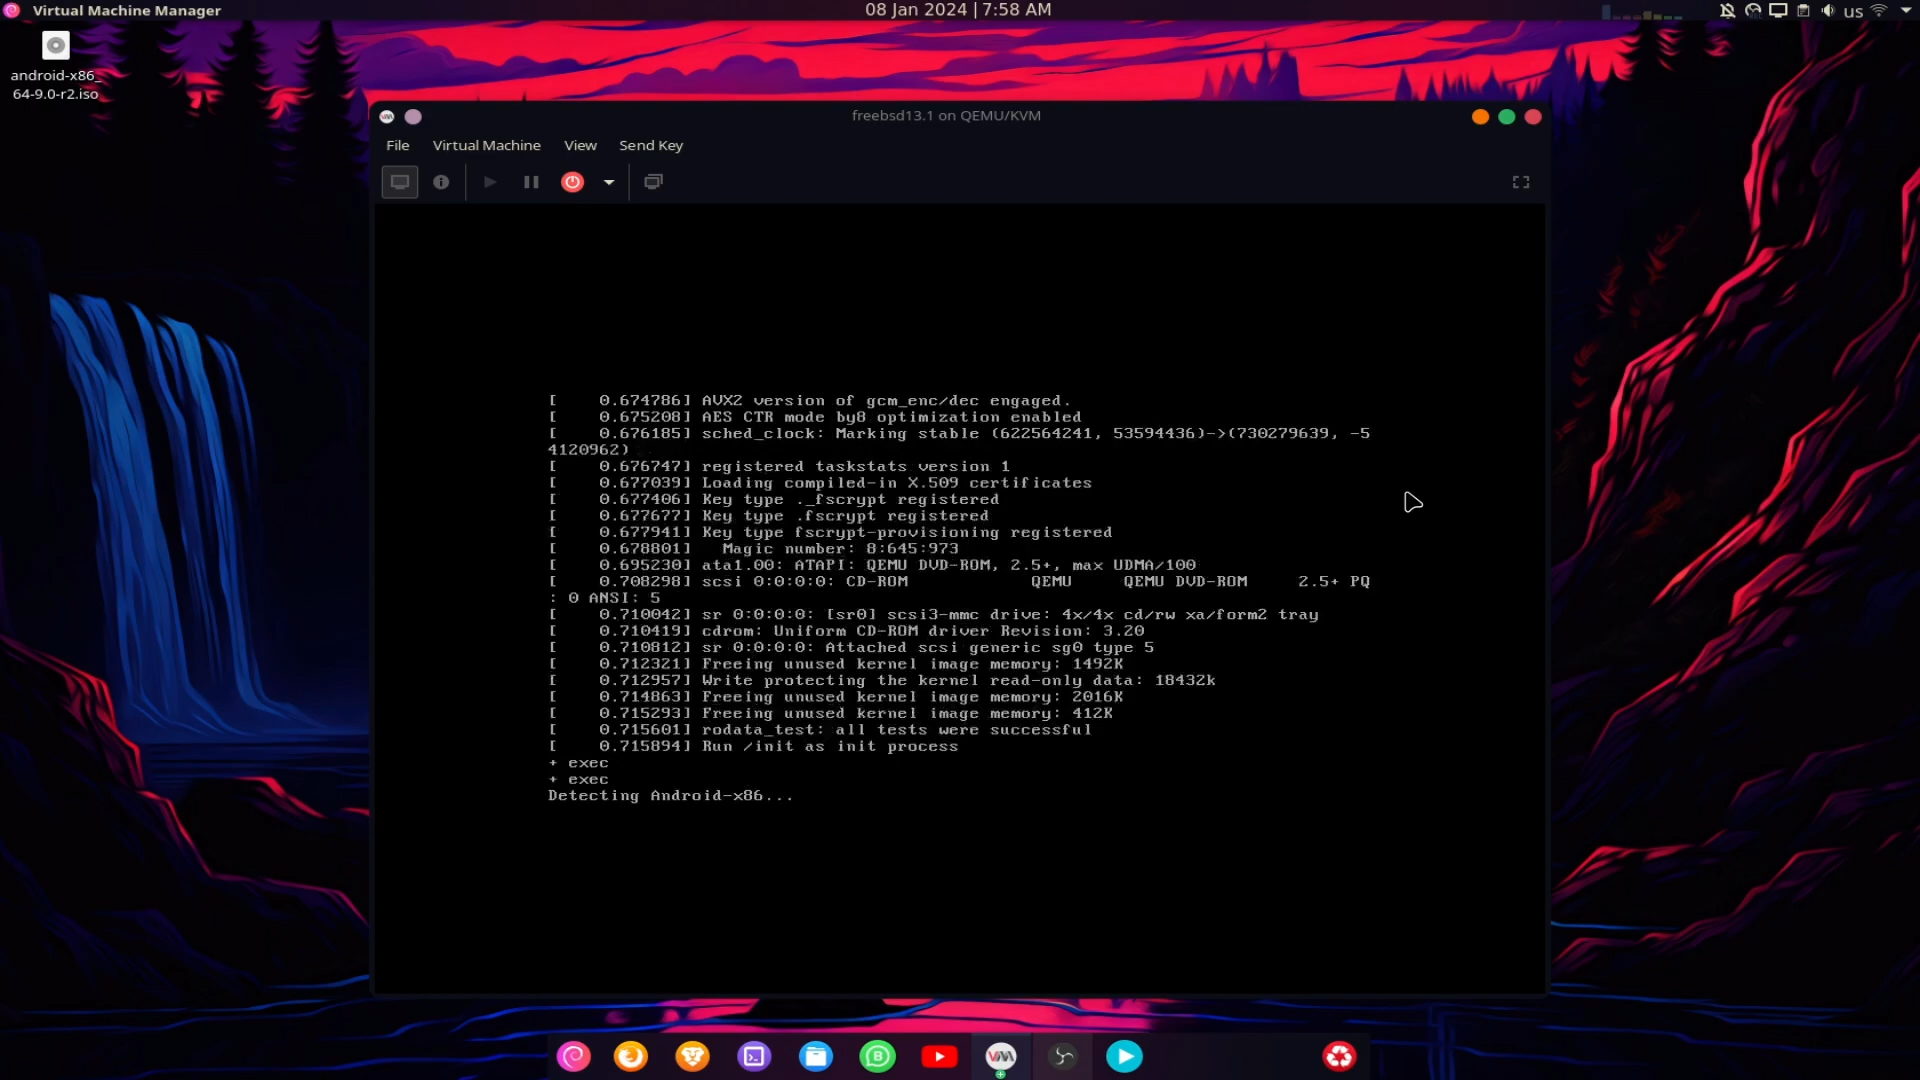 Virtual Machine Manager
08 Jan 2024 | 7:58 AM
us
android-x86_
64-9.0-r2.iso
freebsd13.1 on QEMU/KVM
File Virtual Machine View Send Key
[    0.674786] AVX2 version of gcm_enc/dec engaged.
[    0.675208] AES CTR mode by8 optimization enabled
[    0.676185] sched_clock: Marking stable (622564241, 53594436)->(730279639, -5
4120962)
[    0.676747] registered taskstats version 1
[    0.677039] Loading compiled-in X.509 certificates
[    0.677406] Key type ._fscrypt registered
[    0.677677] Key type .fscrypt registered
[    0.677941] Key type fscrypt-provisioning registered
[    0.678801]   Magic number: 8:645:973
[    0.695230] ata1.00: ATAPI: QEMU DVD-ROM, 2.5+, max UDMA/100
[    0.708298] scsi 0:0:0:0: CD-ROM            QEMU     QEMU DVD-ROM     2.5+ PQ
: 0 ANSI: 5
[    0.710042] sr 0:0:0:0: [sr0] scsi3-mmc drive: 4x/4x cd/rw xa/form2 tray
[    0.710419] cdrom: Uniform CD-ROM driver Revision: 3.20
[    0.710812] sr 0:0:0:0: Attached scsi generic sg0 type 5
[    0.712321] Freeing unused kernel image memory: 1492K
[    0.712957] Write protecting the kernel read-only data: 18432k
[    0.714863] Freeing unused kernel image memory: 2016K
[    0.715293] Freeing unused kernel image memory: 412K
[    0.715601] rodata_test: all tests were successful
[    0.715894] Run /init as init process
+ exec
+ exec
Detecting Android-x86...